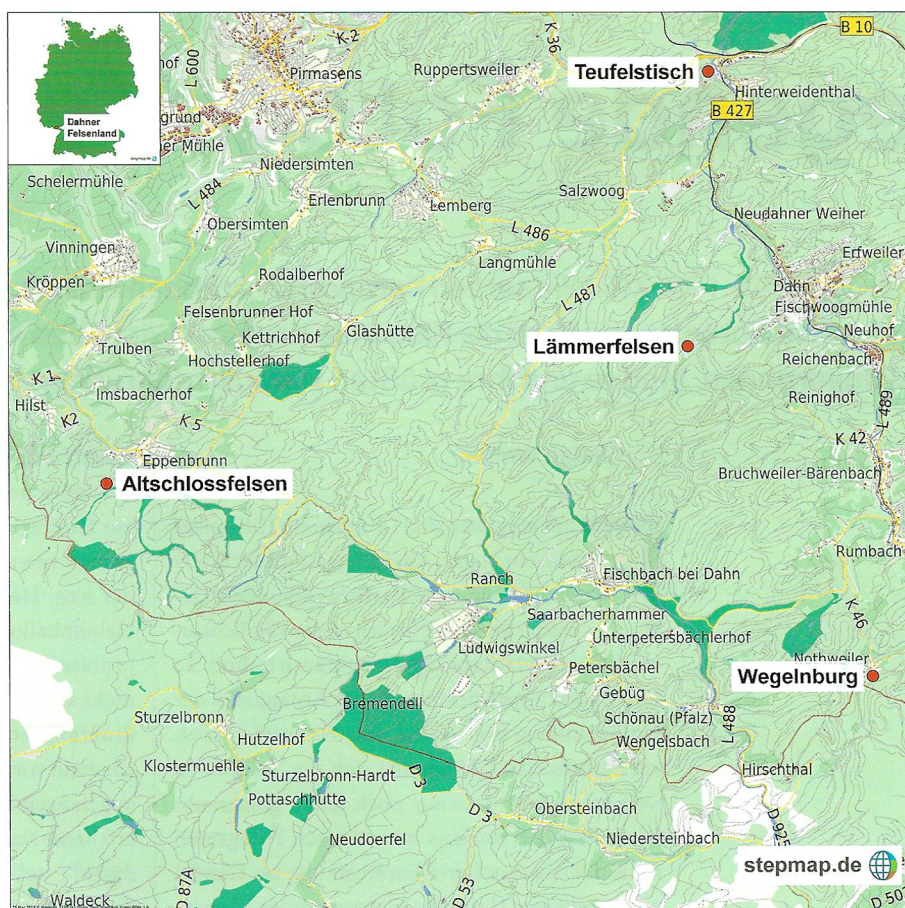 K-2
K 36
B 10
L 600
Pirmasens
Ruppertsweiler
Teufelstisch
Hinterweidenthal
B 427
Dahner
Felsenland
Schelermühle
Niedersimten
L 484
Erlenbrunn
Lemberg
Salzwoog
Obersimten
L 486
Neudahner Weiher
Vinningen
Langmühle
Erfweiler
Kröppen
Rodalberhof
L 487
Dahn
Fischwoogmühle
Felsenbrunner Hof
Glashütte
Neuhof
Trulben
Kettrichhof
Lämmerfelsen
Hochstellerhof
Reichenbach
K 1
Imsbacherhof
Reinighof
L 489
Hilst
K2
K 5
K 42
Eppenbrunn
Bruchweiler-Bärenbach
Altschlossfelsen
Rumbach
Ranch
Fischbach bei Dahn
Saarbacherhammer
K 46
Unterpetersbächlerhof
Ludwigswinkel
Nothweiler
Petersbächel
Wegelnburg
Gebüg
Bremendell
Sturzelbronn
Schönau (Pfalz)
L 488
Hutzelhof
Wengelsbach
Klostermuehle
Sturzelbronn-Hardt
D 3
Hirschthal
Pottaschhutte
D 3
Obersteinbach
Neudoerfel
Niedersteinbach
D 925
stepmap.de
Waldeck
D 87A
D 53